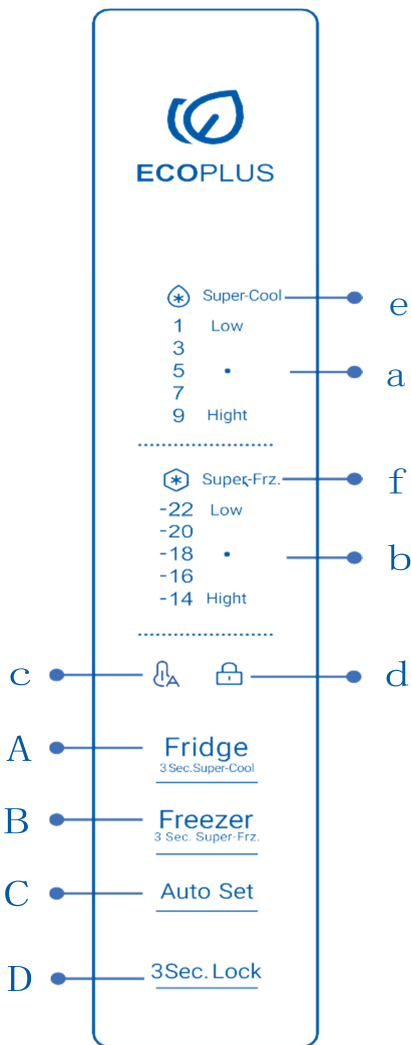 ECOPLUS
Super-Cool e
1 Low
3
5 a
7
9 Hight
Super-Frz. f
-22 Low
-20
-18 b
-16
-14 Hight
c A d
A Fridge
3 Sec.Super-Cool
B Freezer
3 Sec. Super-Frz.
C Auto Set
D 3Sec.Lock